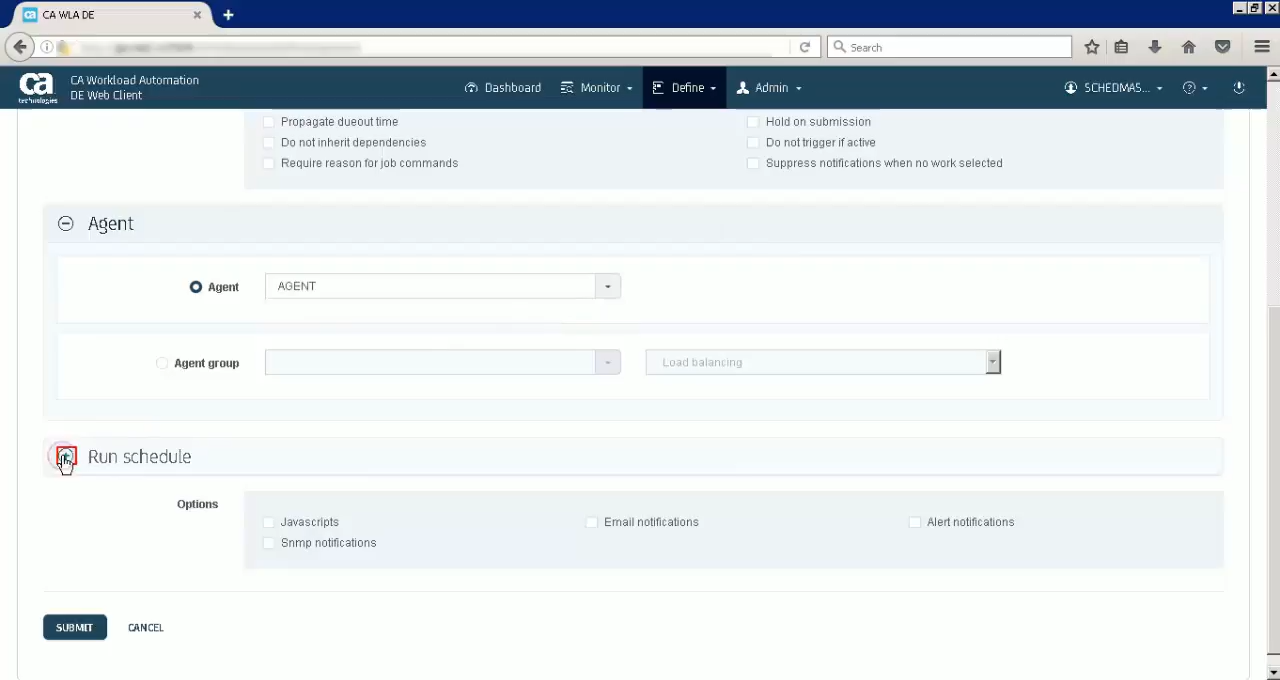 CA WLA DE
Search
ca technologies
CA Workload Automation
DE Web Client
Dashboard
Monitor
Define
Admin
SCHEDMAS...
Propagate dueout time
Hold on submission
Do not inherit dependencies
Do not trigger if active
Require reason for job commands
Suppress notifications when no work selected
Agent
Agent
AGENT
Agent group
Load balancing
Run schedule
Options
Javascripts
Email notifications
Alert notifications
Snmp notifications
SUBMIT
CANCEL